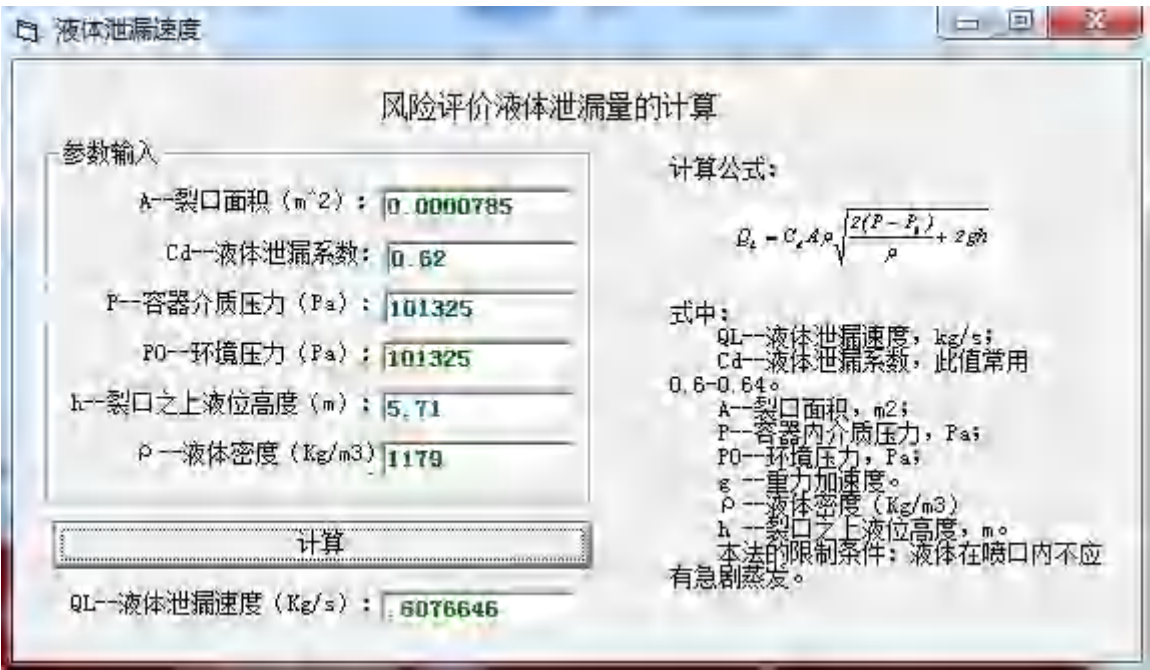 液体泄漏速度
风险评价液体泄漏量的计算
参数输入
A--裂口面积（m^2）：0.0000785
Cd--液体泄漏系数：0.62
P--容器介质压力（Pa）：101325
P0--环境压力（Pa）：101325
h--裂口之上液位高度（m）：5.71
ρ--液体密度（Kg/m3）1179
计算
QL--液体泄漏速度（Kg/s）：.6076646
计算公式：
Q_L = C_d Aρ√(2(P - P_0)/ρ + 2gh)
式中：
QL--液体泄漏速度，kg/s；
Cd--液体泄漏系数，此值常用
0.6-0.64。
A--裂口面积，m2；
P--容器内介质压力，Pa；
P0--环境压力，Pa；
g --重力加速度。
ρ--液体密度（Kg/m3）
h --裂口之上液位高度，m。
本法的限制条件：液体在喷口内不应
有急剧蒸发。